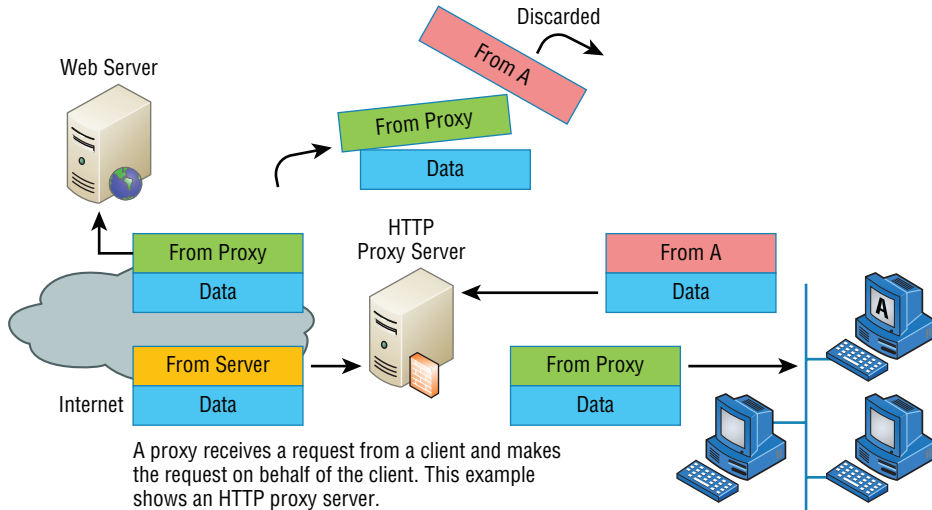 Discarded
From A
Web Server
From Proxy
Data
HTTP
Proxy Server
From Proxy
Data
From A
Data
A
From Server
Data
From Proxy
Data
Internet
A proxy receives a request from a client and makes
the request on behalf of the client. This example
shows an HTTP proxy server.